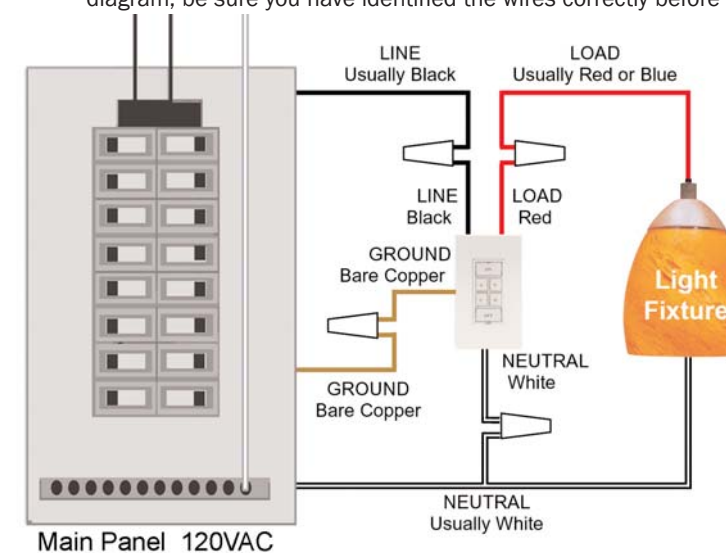 diagram, be sure you have identified the wires correctly before
LINE
Usually Black
LOAD
Usually Red or Blue
LINE
Black
LOAD
Red
GROUND
Bare Copper
Light
Fixture
NEUTRAL
White
GROUND
Bare Copper
NEUTRAL
Usually White
Main Panel 120VAC